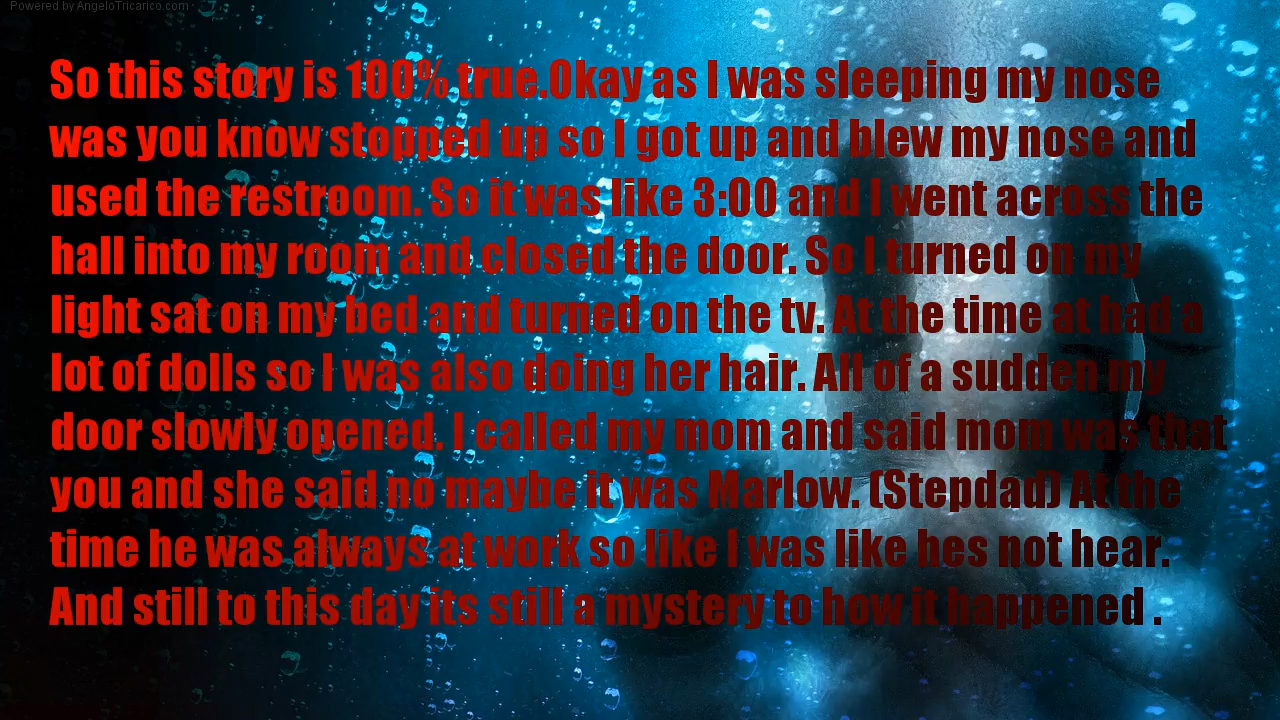 Powered by AngeloTricarico.com
So this story is 100% true.Okay as I was sleeping my nose
was you know stopped up so I got up and blew my nose and
used the restroom. So it was like 3:00 and I went across the
hall into my room and closed the door. So I turned on my
light sat on my bed and turned on the tv. At the time at had a
lot of dolls so I was also doing her hair. All of a sudden my
door slowly opened. I called my mom and said mom was that
you and she said no maybe it was Marlow. (Stepdad) At the
time he was always at work so like I was like hes not hear.
And still to this day its still a mystery to how it happened .